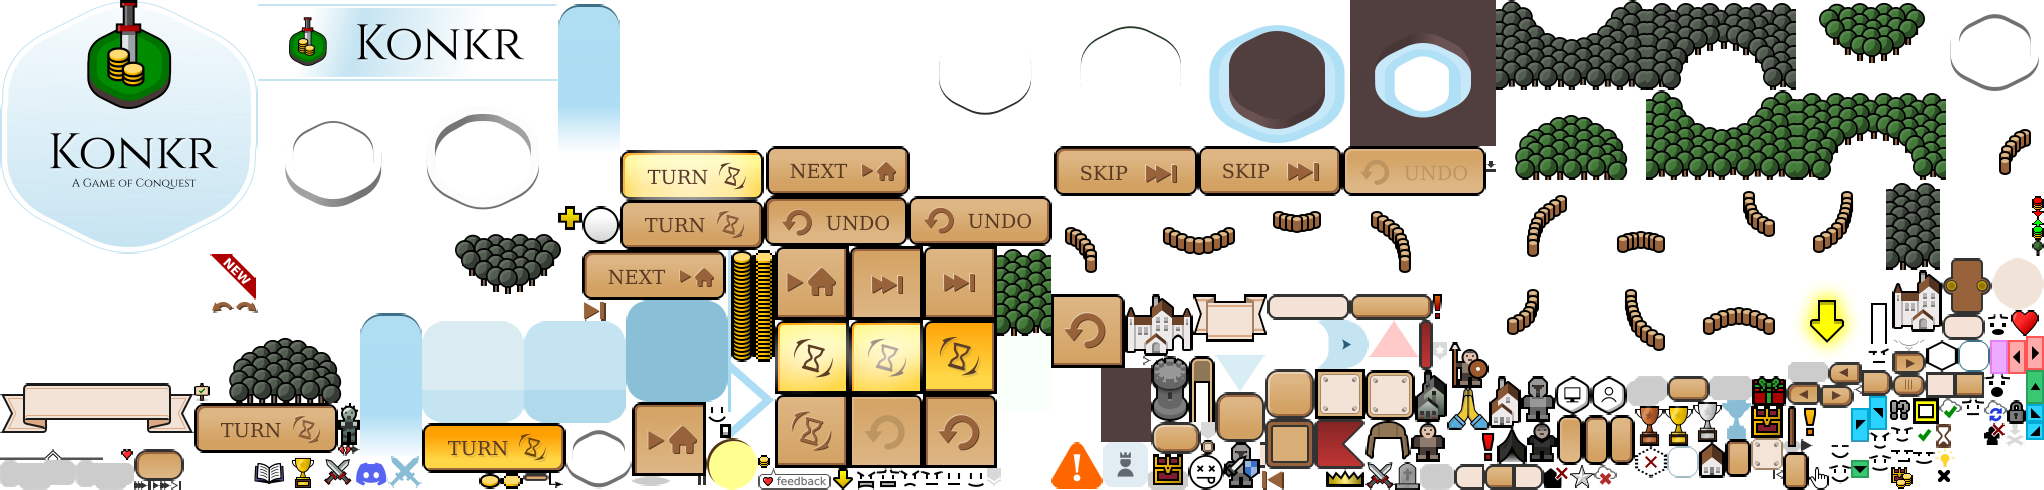 KONKR
A GAME OF CONQUEST
KONKR
NEW
TURN
NEXT
TURN
UNDO
UNDO
NEXT
SKIP
SKIP
UNDO
TURN
TURN
feedback